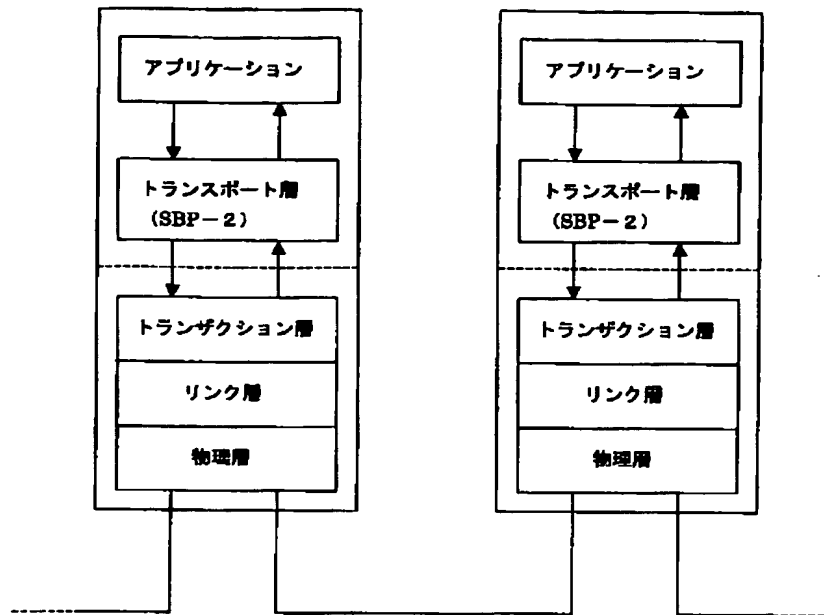 アプリケーション
トランスポート層
(SBP-2)
トランザクション層
リンク層
物理層
アプリケーション
トランスポート層
(SBP-2)
トランザクション層
リンク層
物理層